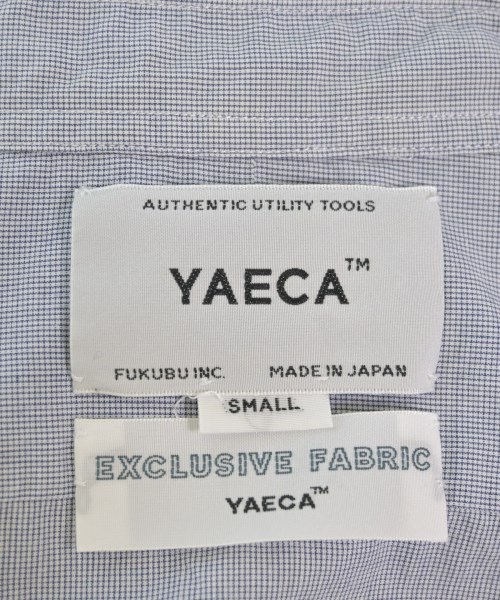 AUTHENTIC UTILITY TOOLS
YAECA™
FUKUBU INC. MADE IN JAPAN
SMALL
EXCLUSIVE FABRIC
YAECA™